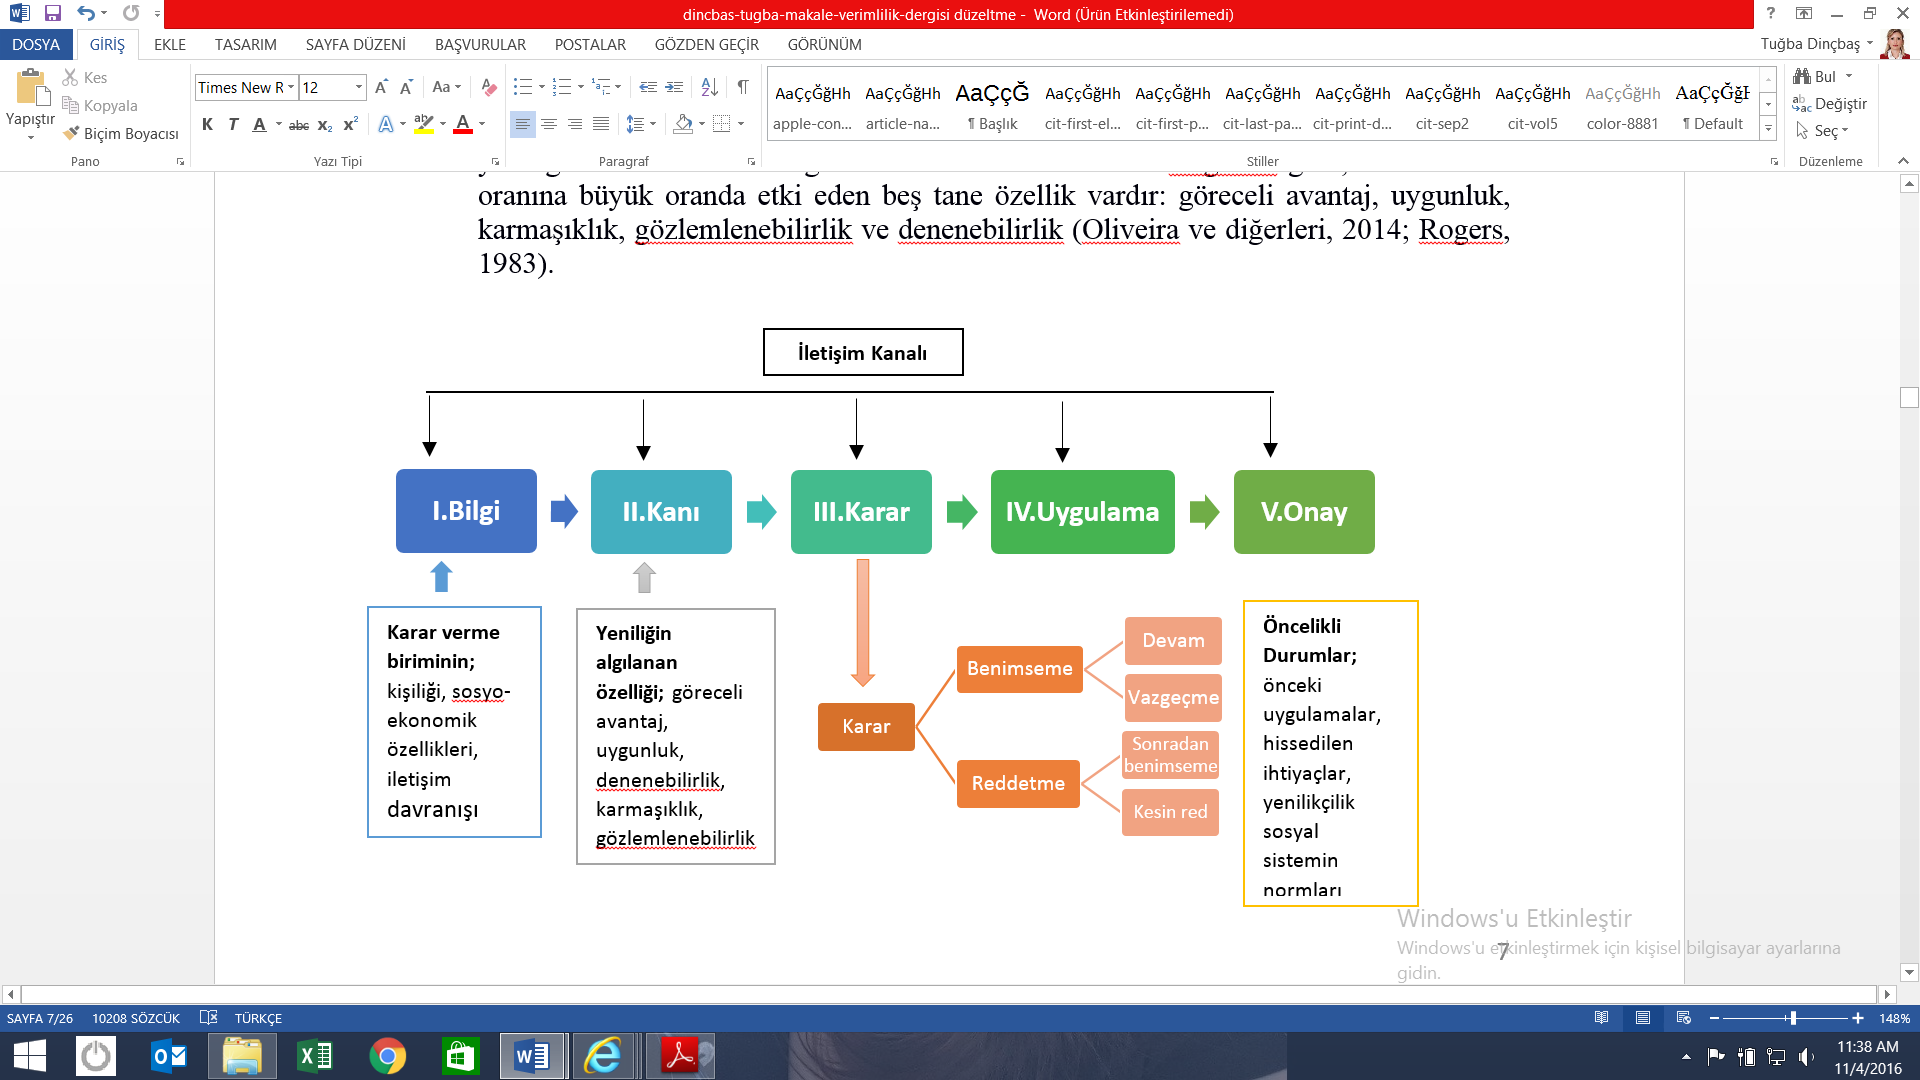 dincbas-tugba-makale-verimlilik-dergisi düzeltme - Word (Ürün Etkinleştirilemedi)
DOSYA GİRİŞ EKLE TASARIM SAYFA DÜZENİ BAŞVURULAR POSTALAR GÖZDEN GEÇİR GÖRÜNÜM
Tuğba Dinçbaş
Yapıştır
Kes
Kopyala
Biçim Boyacısı
Pano
Times New R 12
Aa
K T A abc x₂ x² A A
Yazı Tipi
Paragraf
AaÇçĞğHh AaÇçĞğHh AaÇçĞ AaÇçĞğHh AaÇçĞğHh AaÇçĞğHh AaÇçĞğHh AaÇçĞğHh AaÇçĞğHh AaÇçĞğHh
apple-con... article-na... ¶ Başlık cit-first-el... cit-first-p... cit-last-pa... cit-print-d... cit-sep2 cit-vol5 color-8881 ¶ Default
Stiller
Bul
Değiştir
Seç
Düzenleme
oranına büyük oranda etki eden beş tane özellik vardır: göreceli avantaj, uygunluk,
karmaşıklık, gözlemlenebilirlik ve denenebilirlik (Oliveira ve diğerleri, 2014; Rogers,
1983).
İletişim Kanalı
I.Bilgi
II.Kanı
III.Karar
IV.Uygulama
V.Onay
Karar verme
biriminin;
kişiliği, sosyo-
ekonomik
özellikleri,
iletişim
davranışı
Yeniliğin
algılanan
özelliği; göreceli
avantaj,
uygunluk,
denenebilirlik,
karmaşıklık,
gözlemlenebilirlik
Karar
Benimseme
Reddetme
Devam
Vazgeçme
Sonradan
benimseme
Kesin red
Öncelikli
Durumlar;
önceki
uygulamalar,
hissedilen
ihtiyaçlar,
yenilikçilik
sosyal
sistemin
normları
7
Windows'u Etkinleştir
Windows'u etkinleştirmek için kişisel bilgisayar ayarlarına
gidin.
SAYFA 7/26 10208 SÖZCÜK TÜRKÇE
148%
11:38 AM
11/4/2016